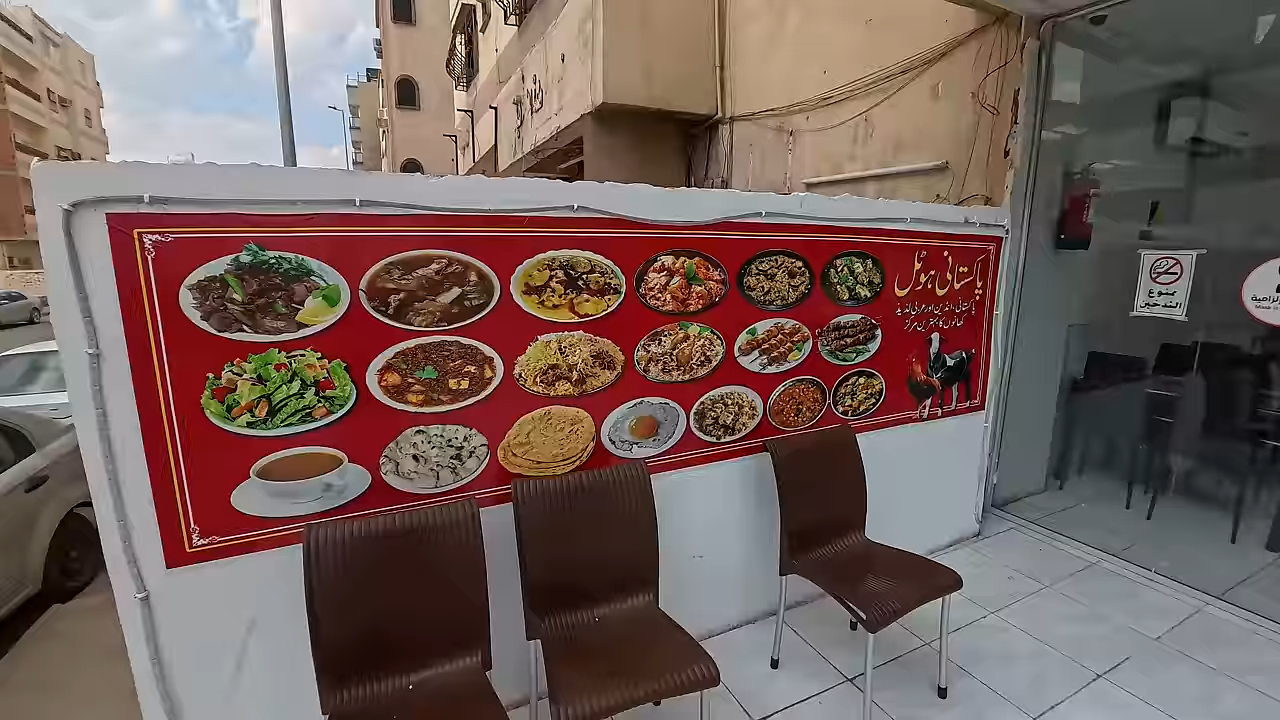 پاکستانی ہوٹل
پاکستانی، انڈین اور عربی لذیذ
کھانوں کا بہترین مرکز
ممنوع
التدخين